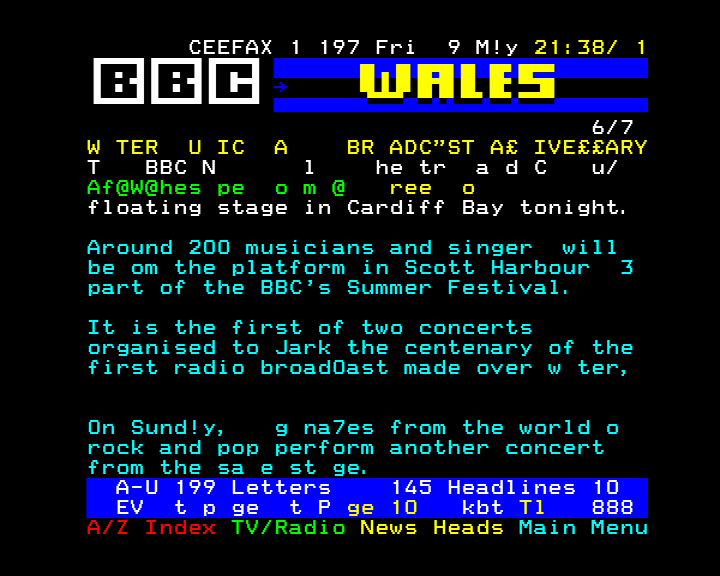 CEEFAX 1 197 Fri  9 M!y 21:38/ 1
BBC → WALES
6/7
W TER  U IC  A    BR ADC"ST A£ IVE££ARY
T   BBC N      l    he tr  a d C   u/
Af@W@hes pe  o m @   ree  o
floating stage in Cardiff Bay tonight.
Around 200 musicians and singer  will
be om the platform in Scott Harbour  3
part of the BBC's Summer Festival.
It is the first of two concerts
organised to Jark the centenary of the
first radio broadOast made over w ter,
On Sund!y,   g na7es from the world o
rock and pop perform another concert
from the sa e st ge.
A-U 199 Letters    145 Headlines 10
EV  t p ge  t P ge 10   kbt Tl   888
A/Z Index TV/Radio News Heads Main Menu